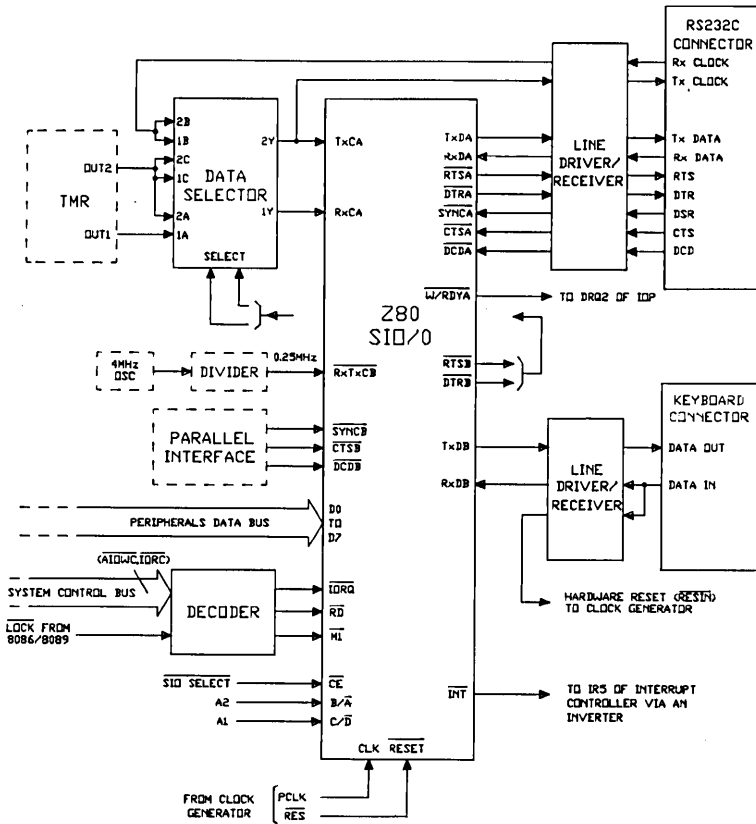 RS232C
CONNECTOR
Rx CLOCK
Tx CLOCK
Tx DATA
Rx DATA
RTS
DTR
DSR
CTS
DCD
LINE
DRIVER/
RECEIVER
TMR
OUT2
OUT1
2B
1B
2C
1C
2A
1A
DATA
SELECTOR
SELECT
2Y
1Y
TxCA
RxCA
Z80
SIO/0
TxDA
RxDA
RTSA
DTRA
SYNCA
CTSA
DCDA
W/RDYA
TO DRQ2 OF IOP
RTSB
DTRB
4MHz
OSC
DIVIDER
0.25MHz
RxTxCB
PARALLEL
INTERFACE
SYNCB
CTSB
DCDB
KEYBOARD
CONNECTOR
DATA OUT
DATA IN
LINE
DRIVER/
RECEIVER
TxDB
RxDB
HARDWARE RESET (RESIN)
TO CLOCK GENERATOR
PERIPHERALS DATA BUS
D0
TO
D7
(AIOWC,IORC)
SYSTEM CONTROL BUS
DECODER
LOCK FROM
8086/8089
IORQ
RD
M1
SIO SELECT
CE
A2
B/A
A1
C/D
INT
TO IR5 OF INTERRUPT
CONTROLLER VIA AN
INVERTER
CLK RESET
FROM CLOCK
GENERATOR
PCLK
RES